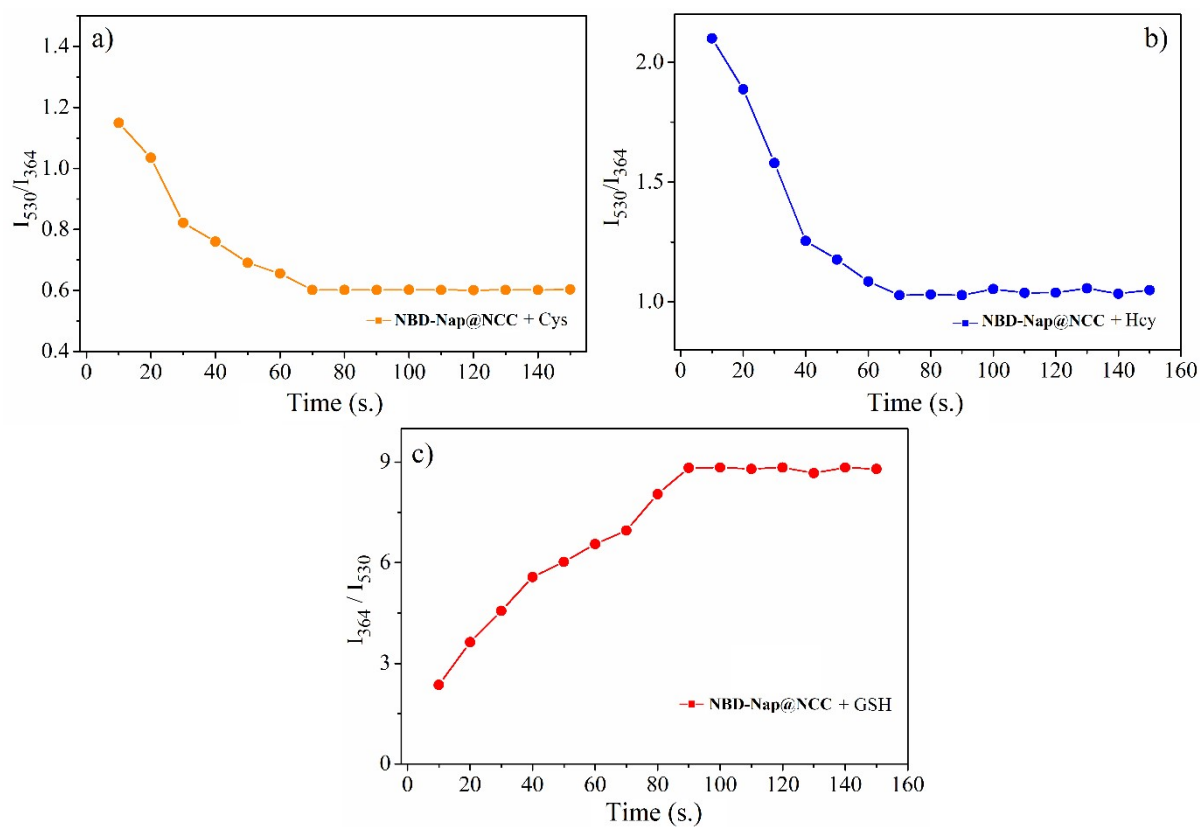 a)
1.4
1.2
1.0
0.8
0.6
0.4
I530/I364
0 20 40 60 80 100 120 140
Time (s.)
NBD-Nap@NCC + Cys
b)
2.0
1.5
1.0
I530/I364
0 20 40 60 80 100 120 140 160
Time (s.)
NBD-Nap@NCC + Hcy
c)
9
6
3
0
I364 / I530
0 20 40 60 80 100 120 140 160
Time (s.)
NBD-Nap@NCC + GSH